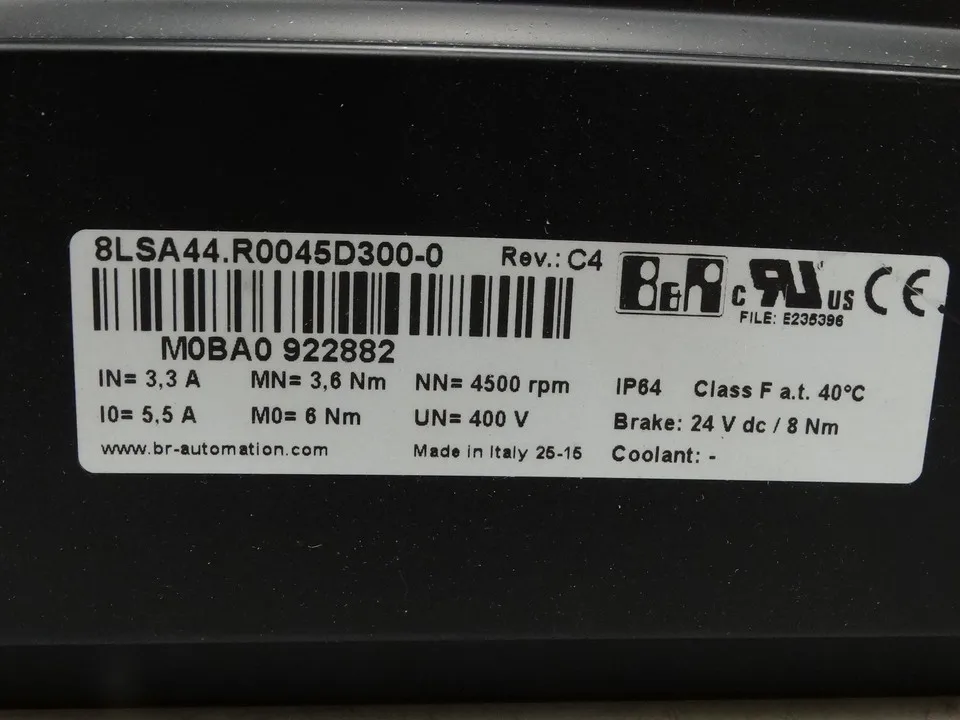 8LSA44.R0045D300-0 Rev.: C4
B&R c RU US CE
FILE: E235396
M0BA0 922882
IN= 3,3 A MN= 3,6 Nm NN= 4500 rpm IP64 Class F a.t. 40°C
I0= 5,5 A M0= 6 Nm UN= 400 V Brake: 24 V dc / 8 Nm
www.br-automation.com Made in Italy 25-15 Coolant: -